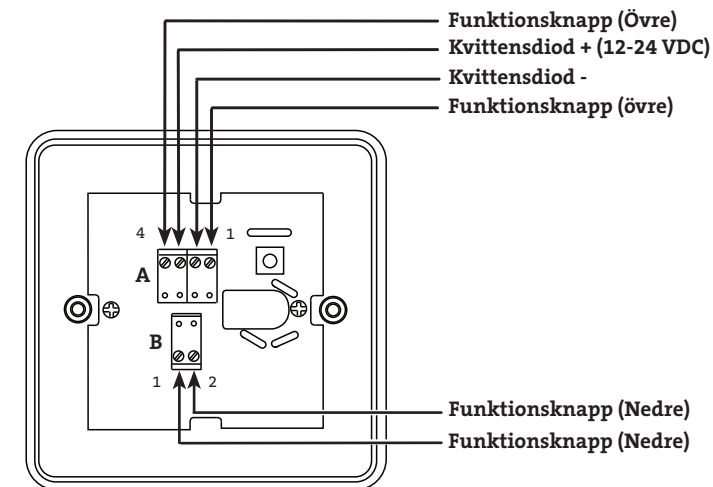 Funktionsknapp (Övre)
Kvittensdiod + (12-24 VDC)
Kvittensdiod -
Funktionsknapp (övre)
4 1
A
B
1 2
Funktionsknapp (Nedre)
Funktionsknapp (Nedre)